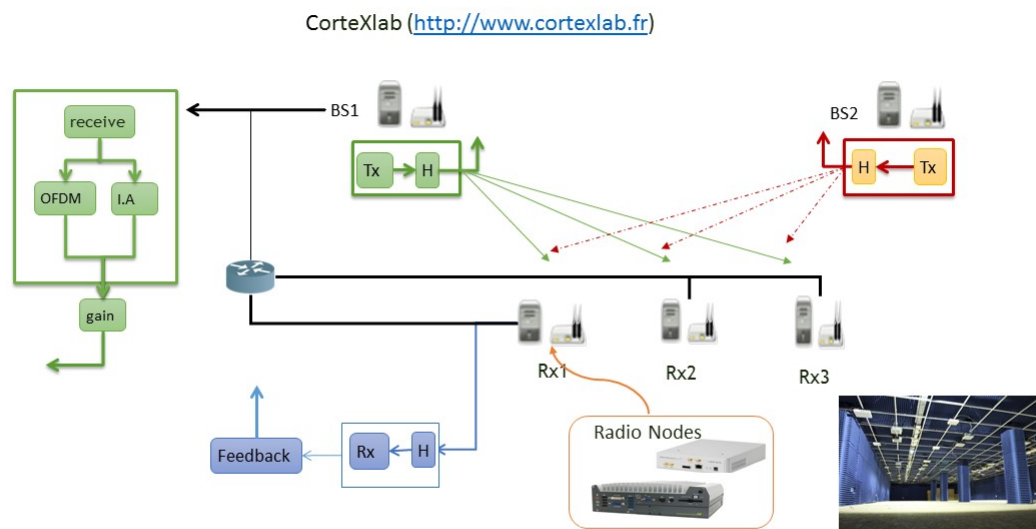 CorteXlab (http://www.cortexlab.fr)
BS1
BS2
receive
OFDM
I.A
gain
Tx
H
H
Tx
Rx1
Rx2
Rx3
Radio Nodes
Feedback
Rx
H